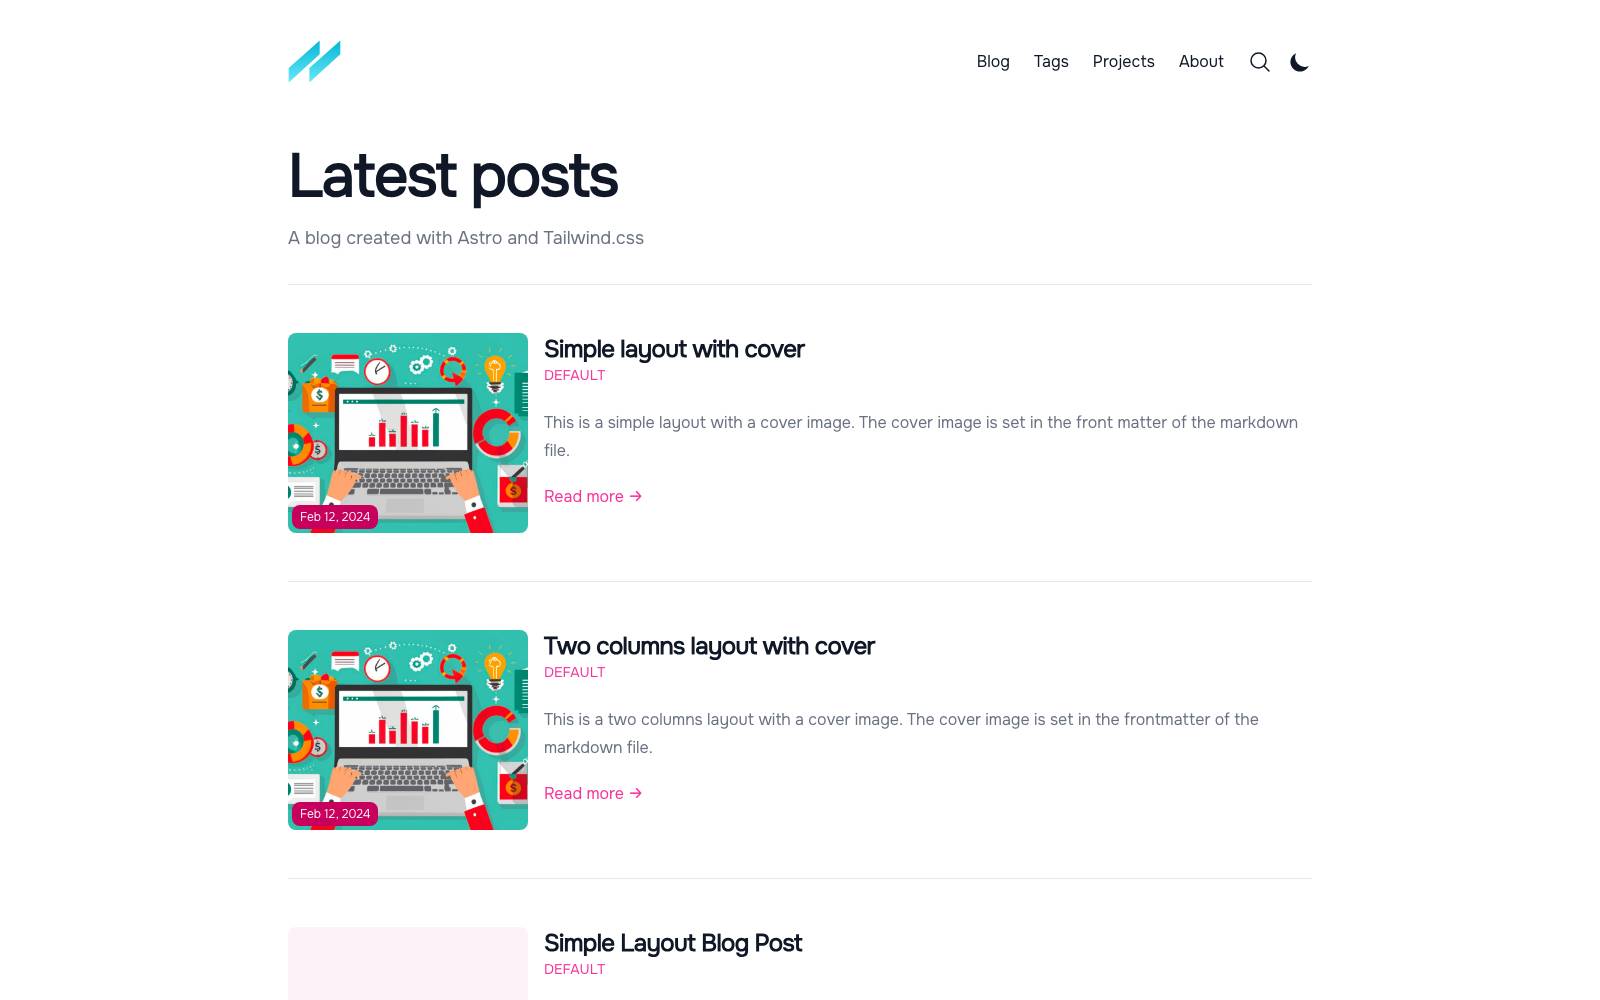 Blog Tags Projects About
Latest posts
A blog created with Astro and Tailwind.css
Simple layout with cover
DEFAULT
This is a simple layout with a cover image. The cover image is set in the front matter of the markdown
file.
Read more →
Feb 12, 2024
Two columns layout with cover
DEFAULT
This is a two columns layout with a cover image. The cover image is set in the frontmatter of the
markdown file.
Read more →
Feb 12, 2024
Simple Layout Blog Post
DEFAULT